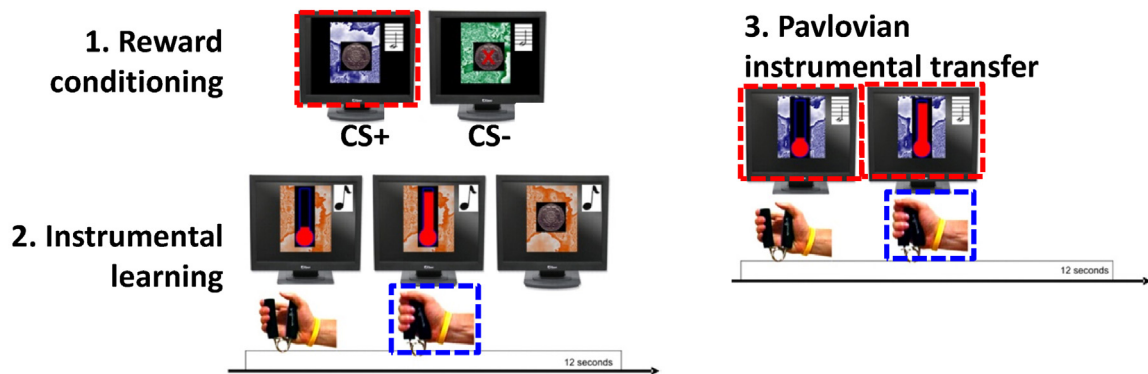 1. Reward
conditioning
CS+
CS-
2. Instrumental
learning
12 seconds
3. Pavlovian
instrumental transfer
12 seconds